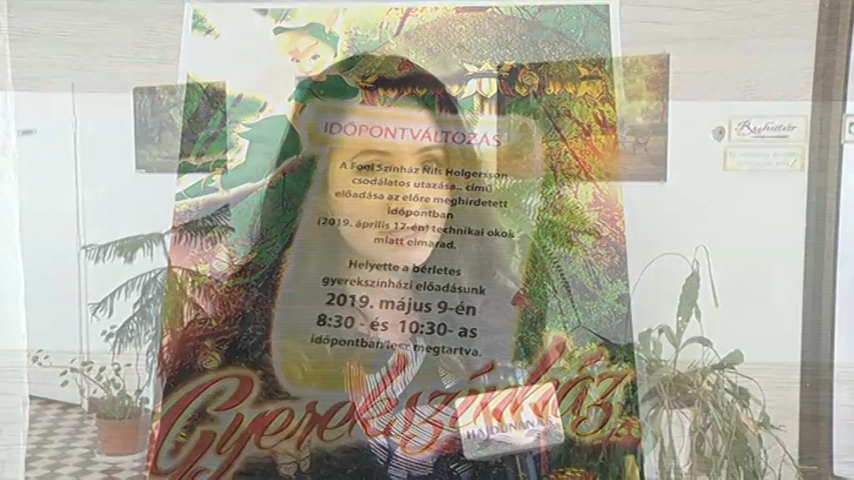 IDŐPONTVÁLTOZÁS
A Fool Színház Nils Holgersson
csodálatos utazása.. című
előadása az előre meghirdetett
időpontban
(2019. április 17-én) technikai okok
miatt elmarad.
Helyette a bérletes
gyerekszínházi előadásunk
2019. május 9-én
8:30 - és 10:30- as
időpontban lesz megtartva.
Gyerekszínház
HAJDÚNÁNÁS